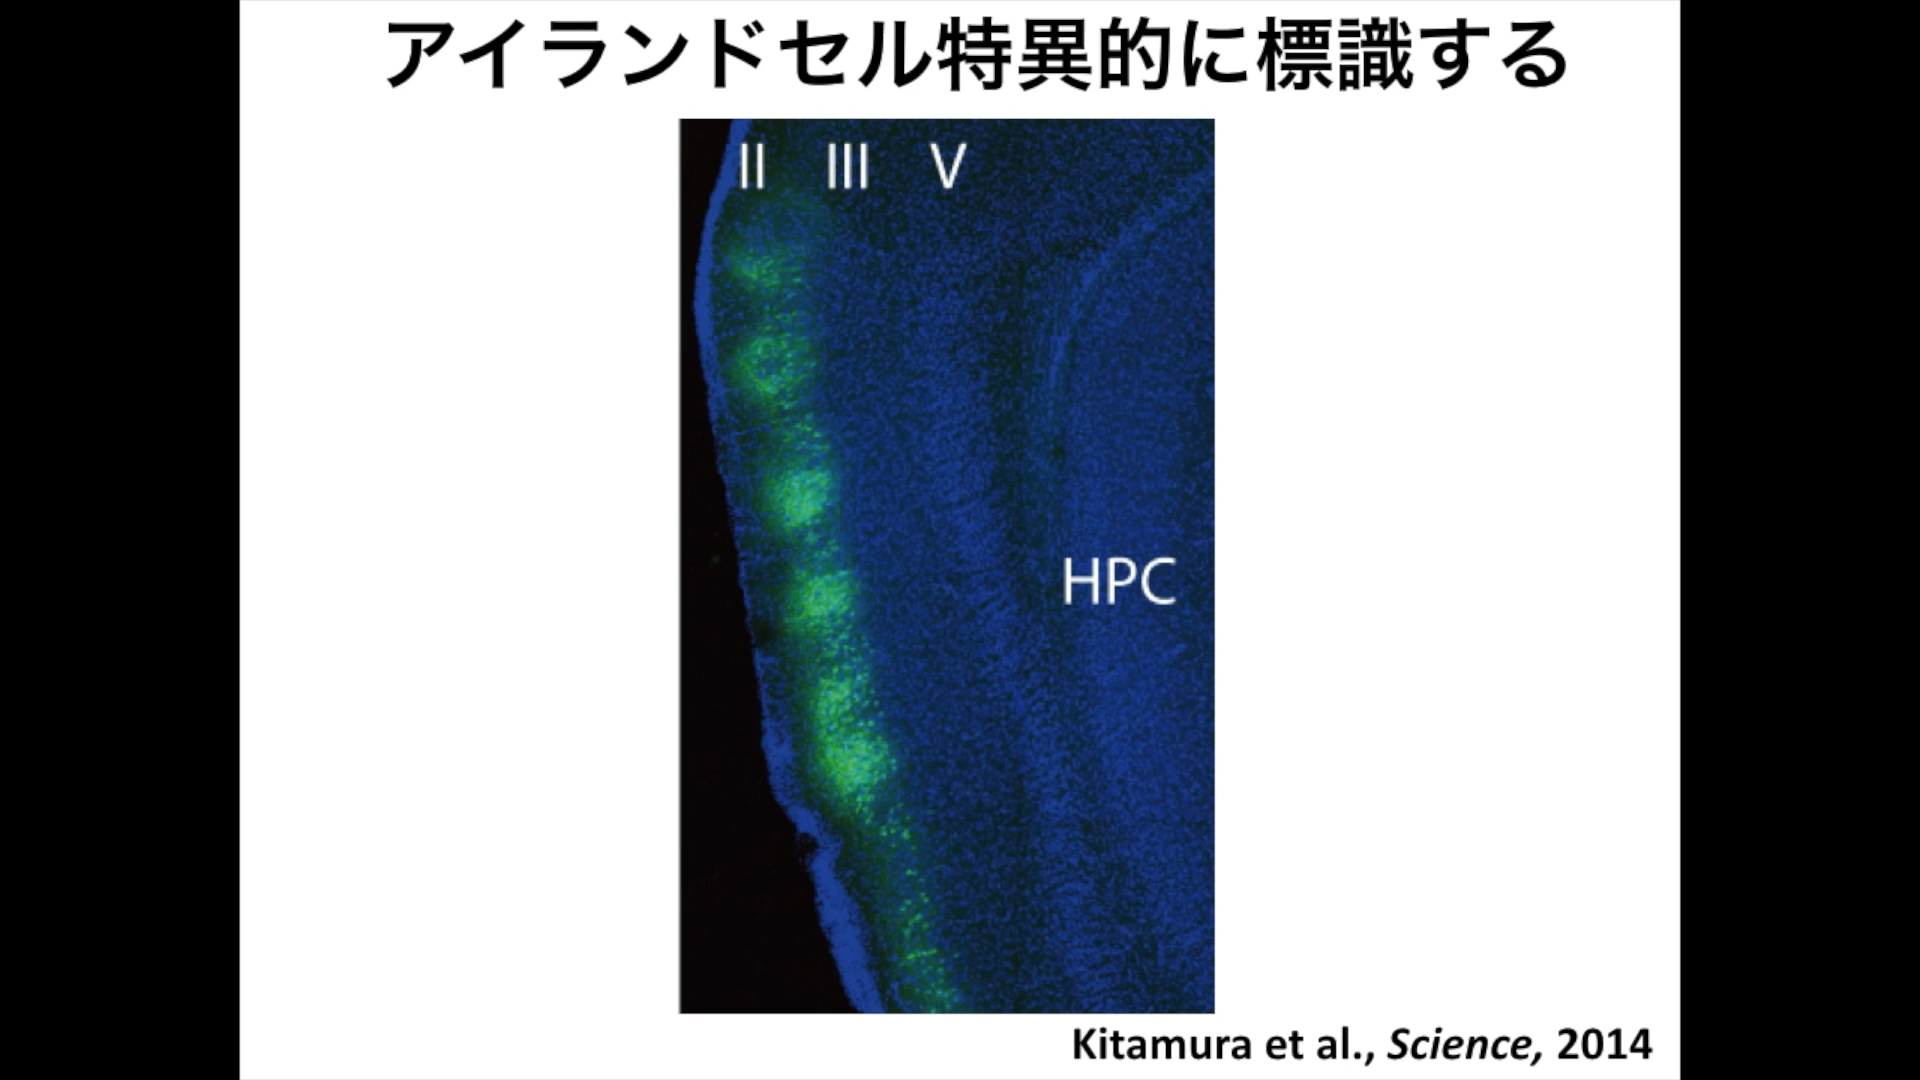 アイランドセル特異的に標識する
II III V
HPC
Kitamura et al., Science, 2014